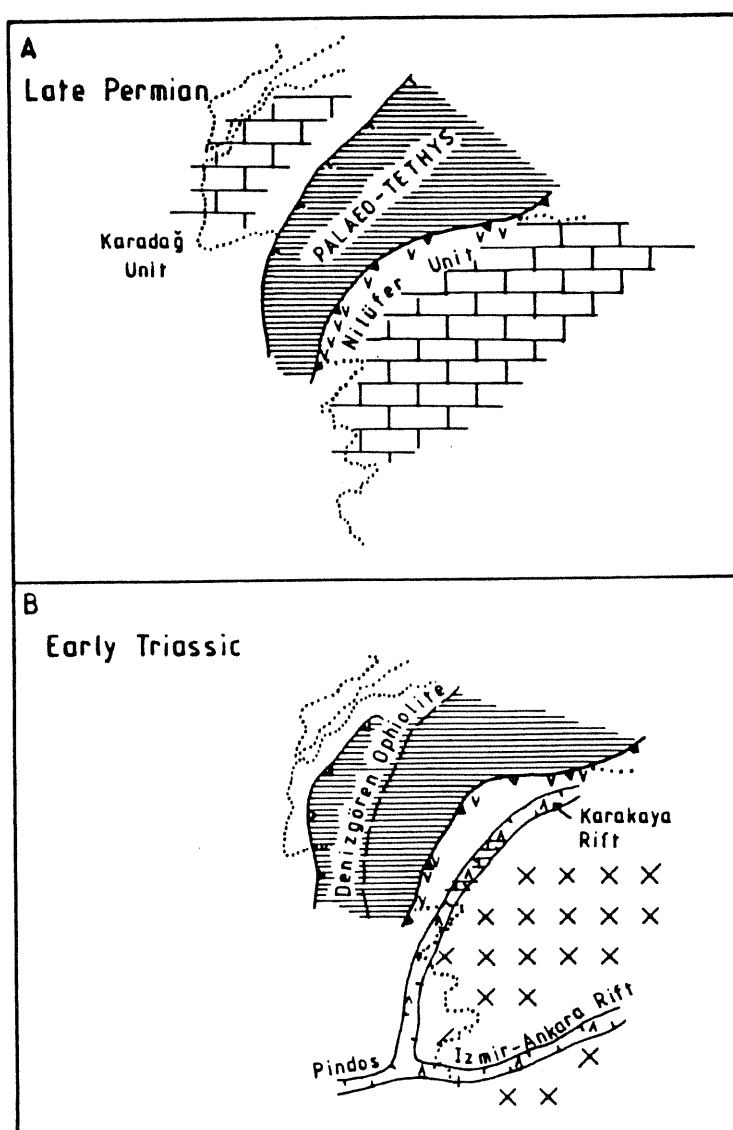 A
Late Permian
PALAEO-TETHYS
Karadağ
Unit
Nilüfer Unit
B
Early Triassic
Denizgören Ophiolite
Karakaya
Rift
Pindos
Izmir-Ankara Rift